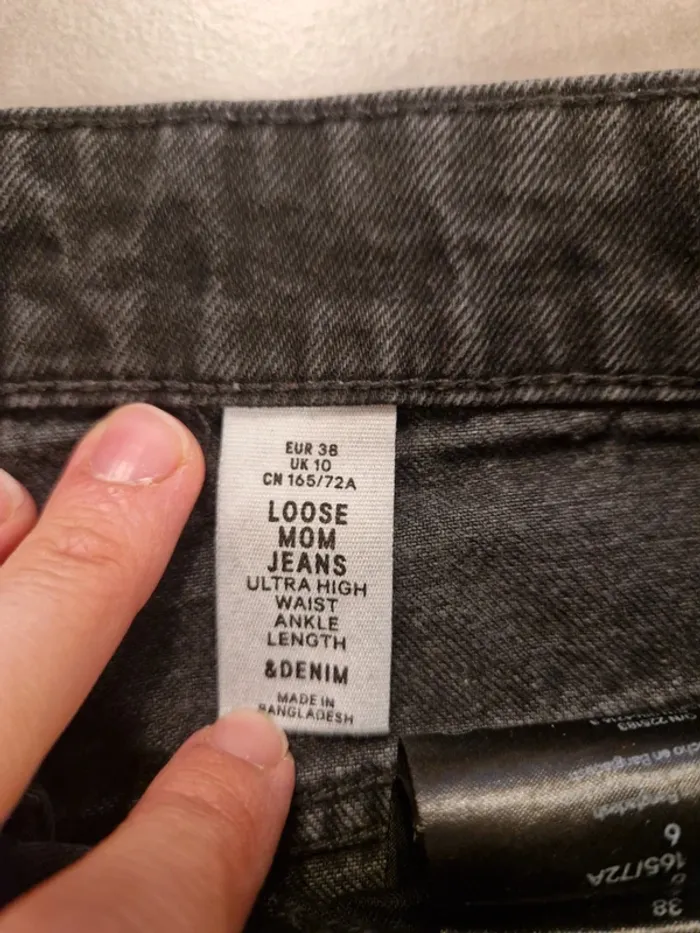 EUR 38
UK 10
CN 165/72A
LOOSE
MOM
JEANS
ULTRA HIGH
WAIST
ANKLE
LENGTH
&DENIM
MADE IN
BANGLADESH
38
165/72A
6